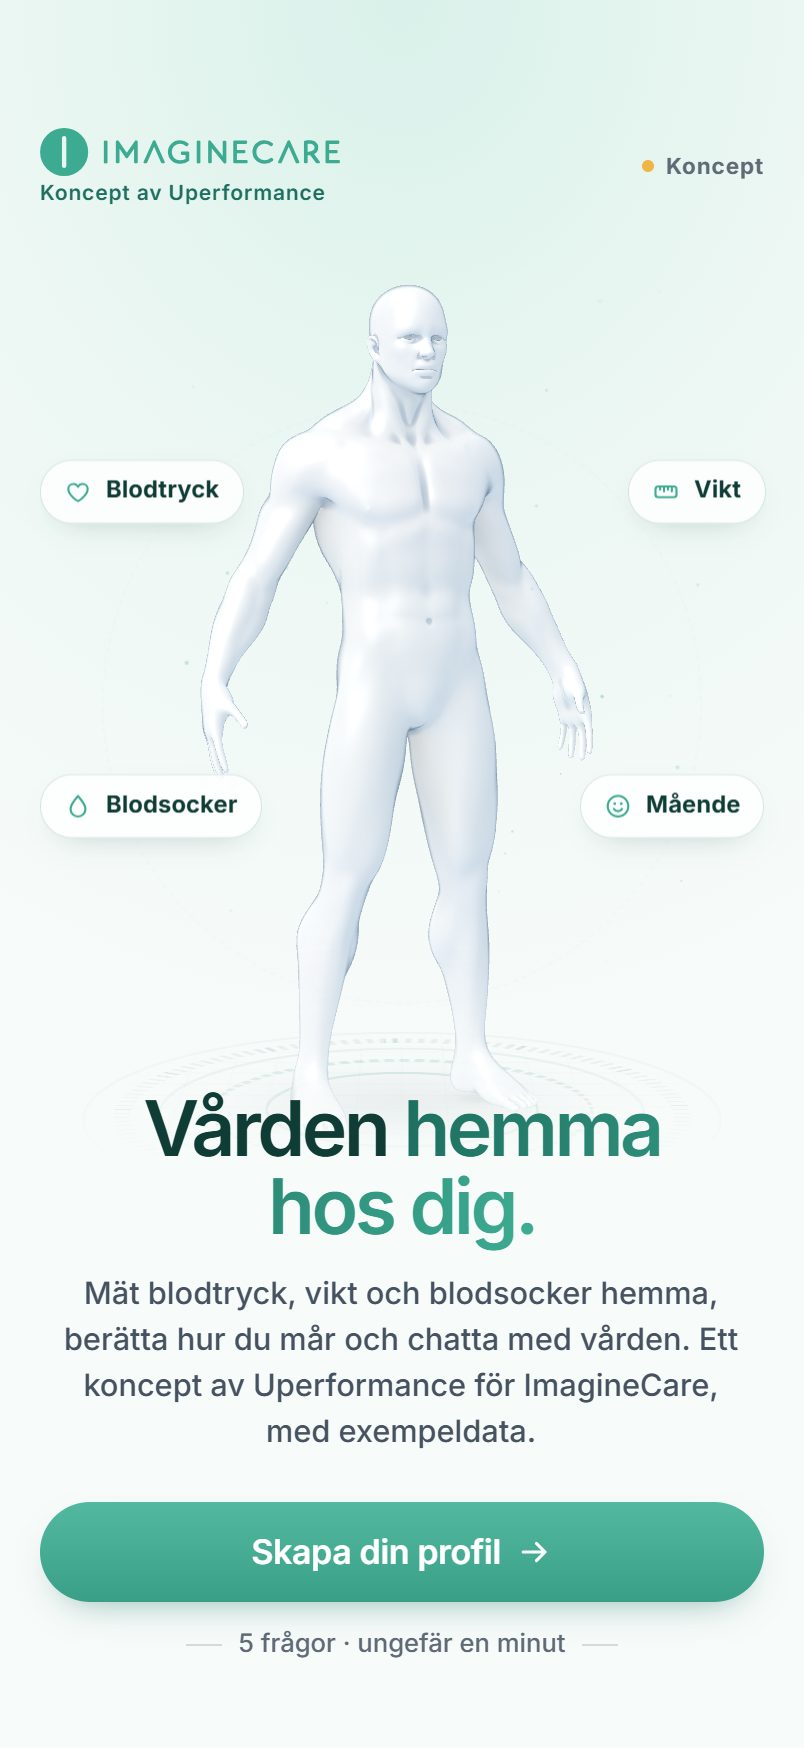 IMAGINECARE
Koncept av Uperformance
Koncept
Blodtryck
Vikt
Blodsocker
Mående
Vården hemma
hos dig.
Mät blodtryck, vikt och blodsocker hemma,
berätta hur du mår och chatta med vården. Ett
koncept av Uperformance för ImagineCare,
med exempeldata.
Skapa din profil →
5 frågor · ungefär en minut